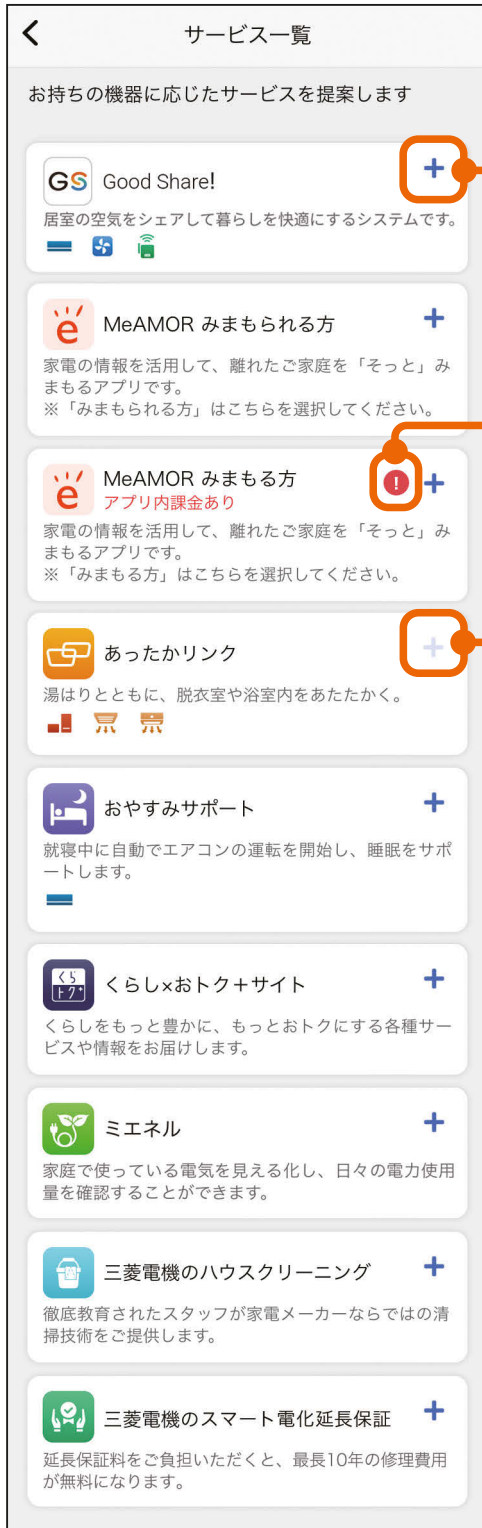 サービス一覧
お持ちの機器に応じたサービスを提案します
GS Good Share!
居室の空気をシェアして暮らしを快適にするシステムです。
e MeAMOR みまもられる方
家電の情報を活用して、離れたご家庭を「そっと」み
まもるアプリです。
※「みまもられる方」はこちらを選択してください。
e MeAMOR みまもる方
アプリ内課金あり
家電の情報を活用して、離れたご家庭を「そっと」み
まもるアプリです。
※「みまもる方」はこちらを選択してください。
あったかリンク
湯はりとともに、脱衣室や浴室内をあたたかく。
おやすみサポート
就寝中に自動でエアコンの運転を開始し、睡眠をサポ
ートします。
くらトク+
くらし×おトク+サイト
くらしをもっと豊かに、もっとおトクにする各種サー
ビスや情報をお届けします。
ミエネル
家庭で使っている電気を見える化し、日々の電力使用
量を確認することができます。
三菱電機のハウスクリーニング
徹底教育されたスタッフが家電メーカーならではの清
掃技術をご提供します。
三菱電機のスマート電化延長保証
延長保証料をご負担いただくと、最長10年の修理費用
が無料になります。